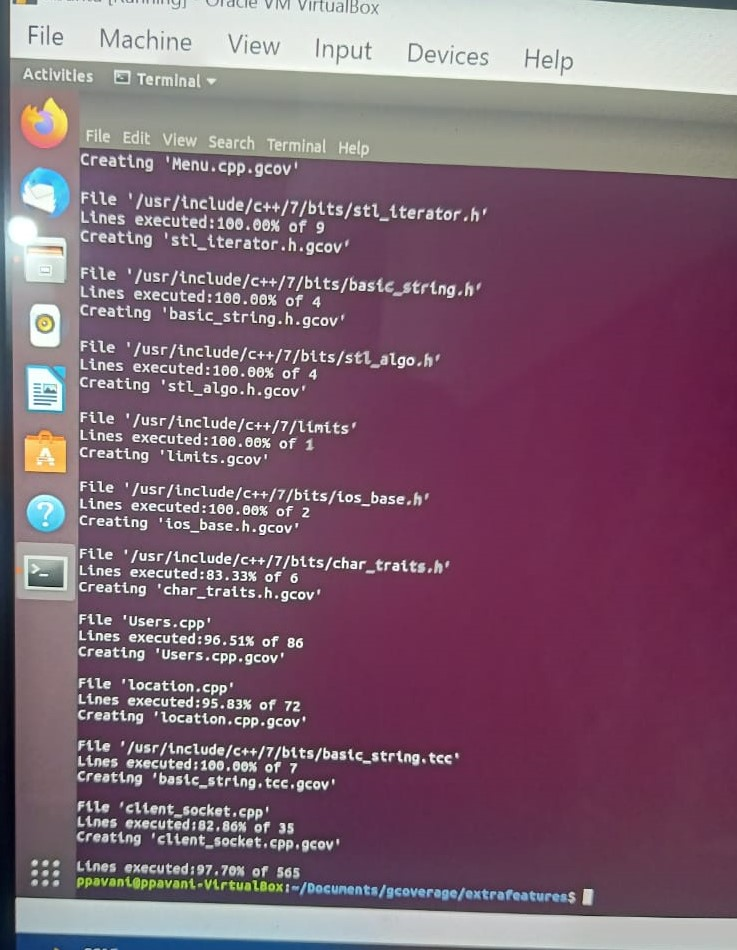 Oracle VM VirtualBox
File Machine View Input Devices Help
Activities Terminal
File Edit View Search Terminal Help
Creating 'Menu.cpp.gcov'
File '/usr/include/c++/7/bits/stl_iterator.h'
Lines executed:100.00% of 9
Creating 'stl_iterator.h.gcov'
File '/usr/include/c++/7/bits/basic_string.h'
Lines executed:100.00% of 4
Creating 'basic_string.h.gcov'
File '/usr/include/c++/7/bits/stl_algo.h'
Lines executed:100.00% of 4
Creating 'stl_algo.h.gcov'
File '/usr/include/c++/7/limits'
Lines executed:100.00% of 1
Creating 'limits.gcov'
File '/usr/include/c++/7/bits/ios_base.h'
Lines executed:100.00% of 2
Creating 'ios_base.h.gcov'
File '/usr/include/c++/7/bits/char_traits.h'
Lines executed:83.33% of 6
Creating 'char_traits.h.gcov'
File 'Users.cpp'
Lines executed:96.51% of 86
Creating 'Users.cpp.gcov'
File 'location.cpp'
Lines executed:95.83% of 72
Creating 'location.cpp.gcov'
File '/usr/include/c++/7/bits/basic_string.tcc'
Lines executed:100.00% of 7
Creating 'basic_string.tcc.gcov'
File 'client_socket.cpp'
Lines executed:82.86% of 35
Creating 'client_socket.cpp.gcov'
Lines executed:97.70% of 565
ppavani@ppavani-VirtualBox:~/Documents/gcoverage/extrafeatures$